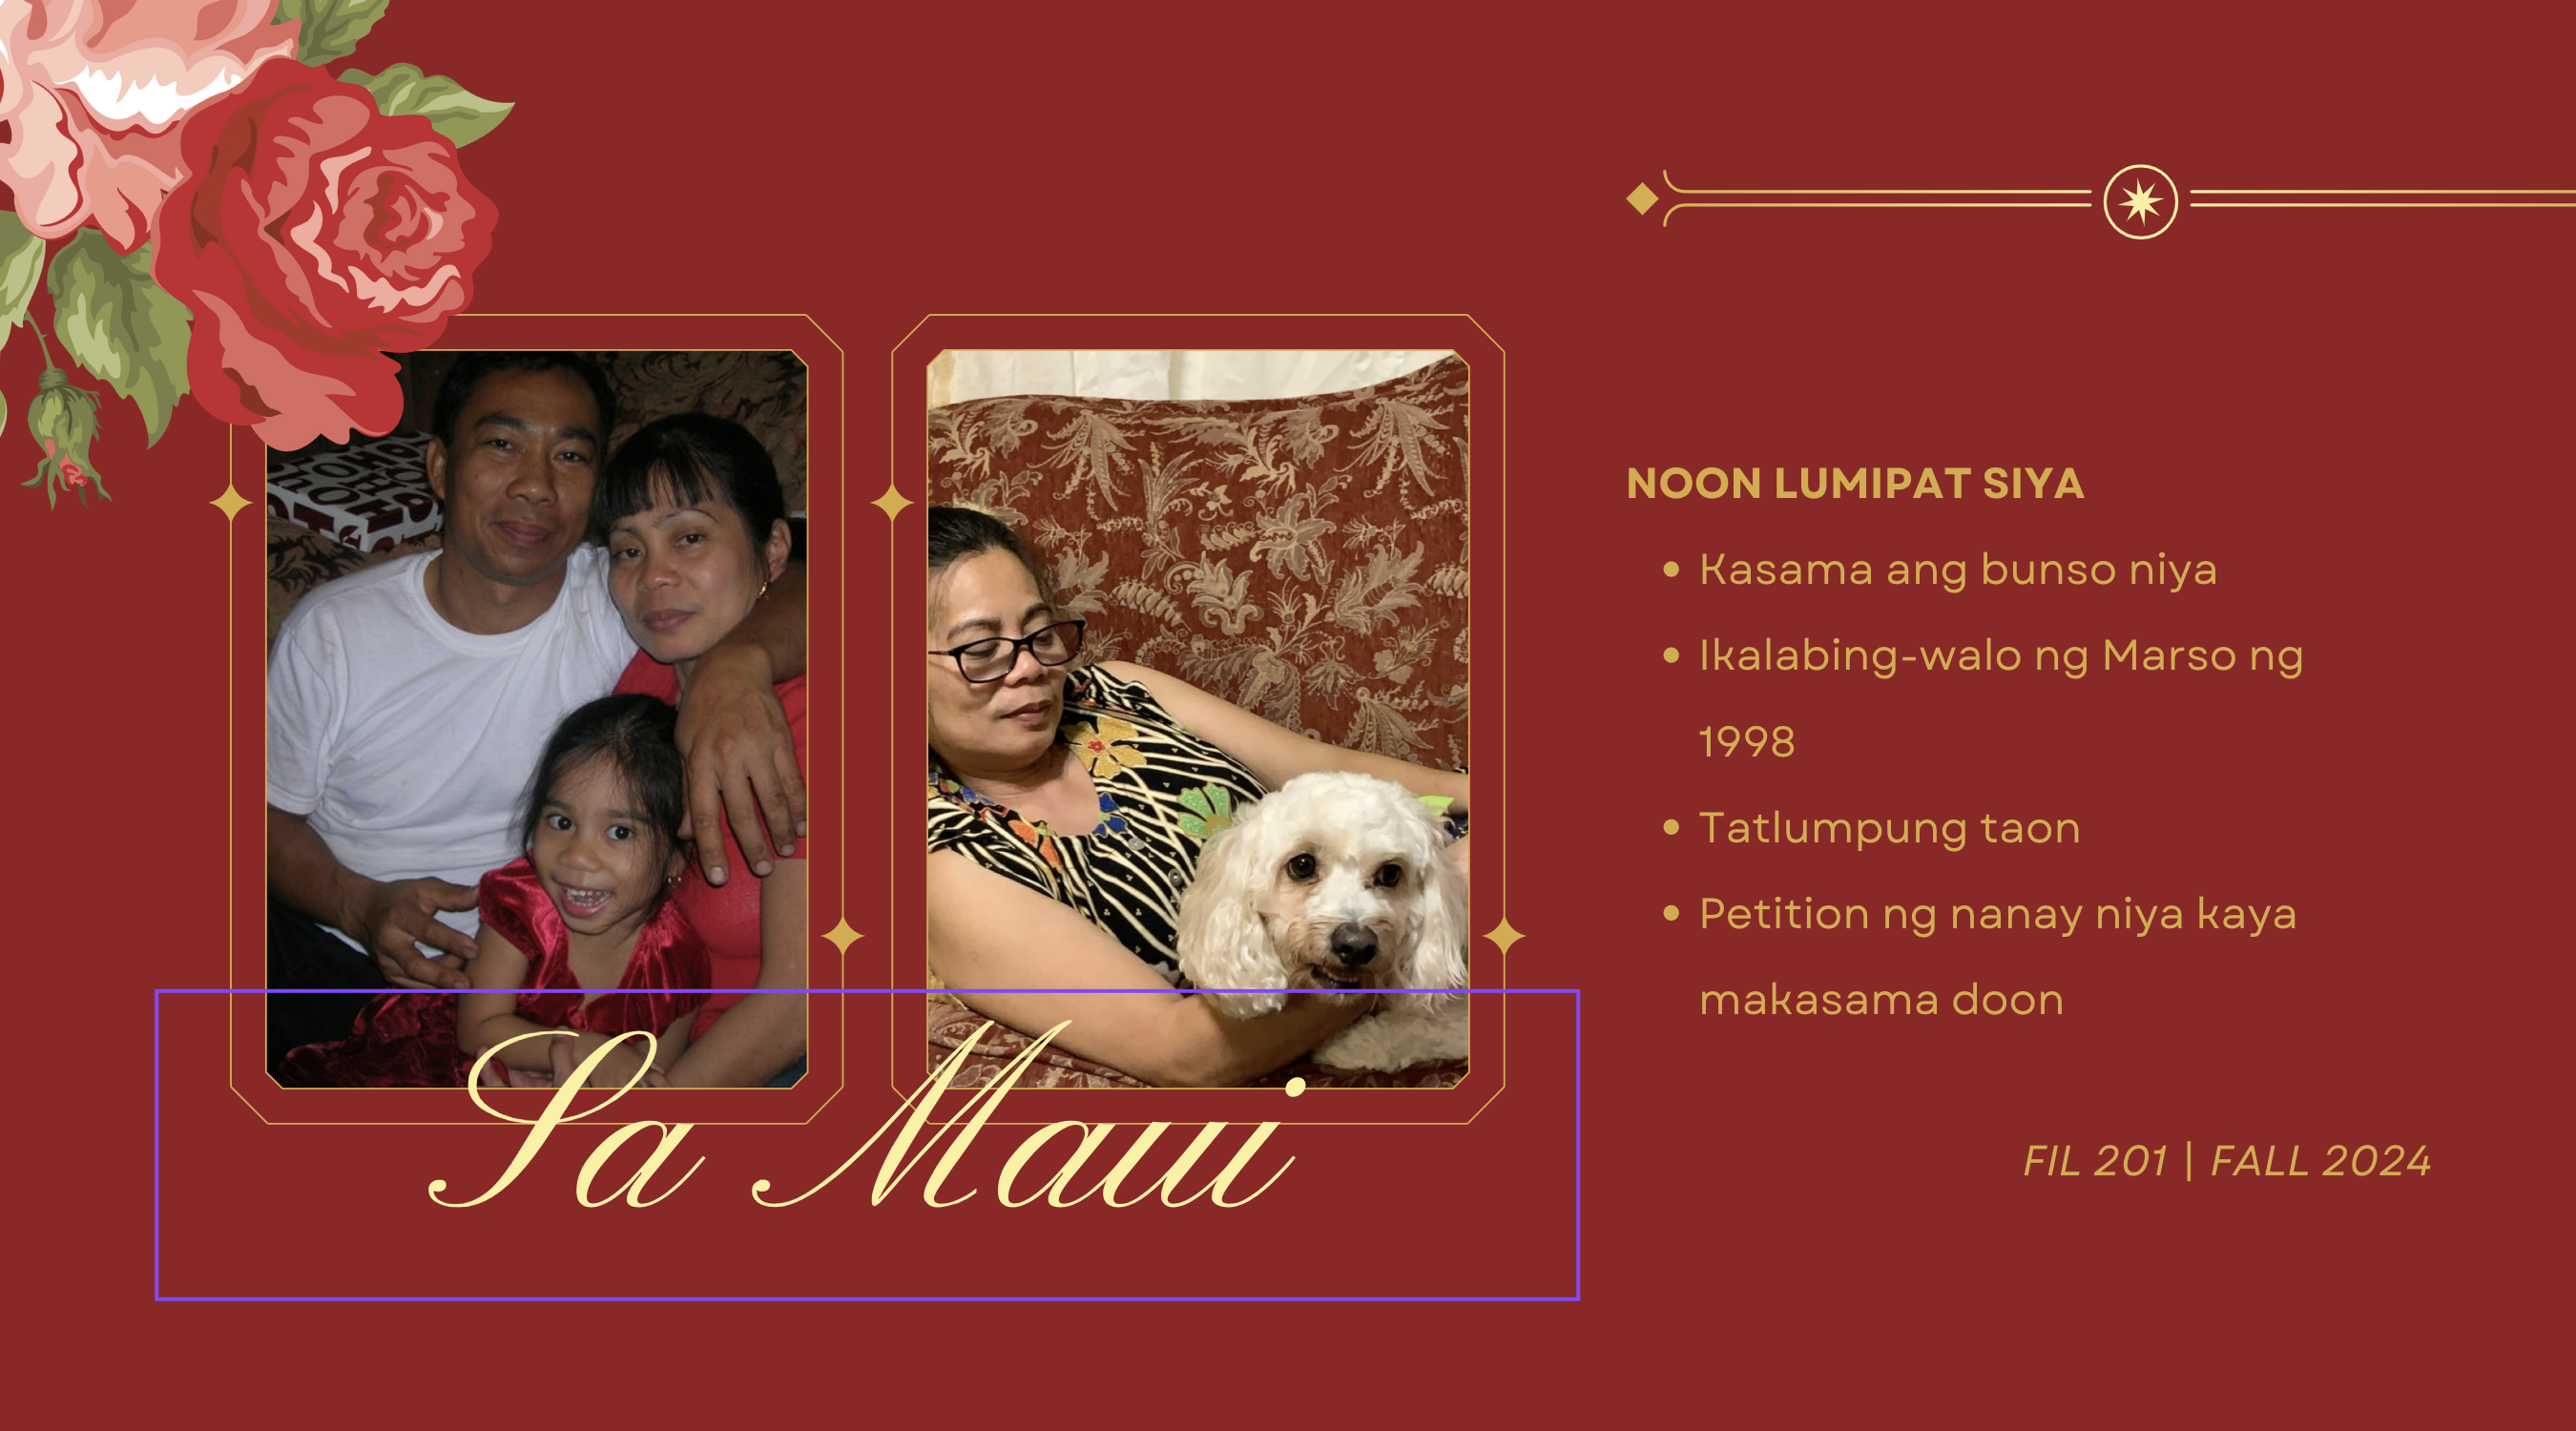 NOON LUMIPAT SIYA
Kasama ang bunso niya
Ikalabing-walo ng Marso ng
1998
Tatlumpung taon
Petition ng nanay niya kaya
makasama doon
Sa Maui
FIL 201 | FALL 2024